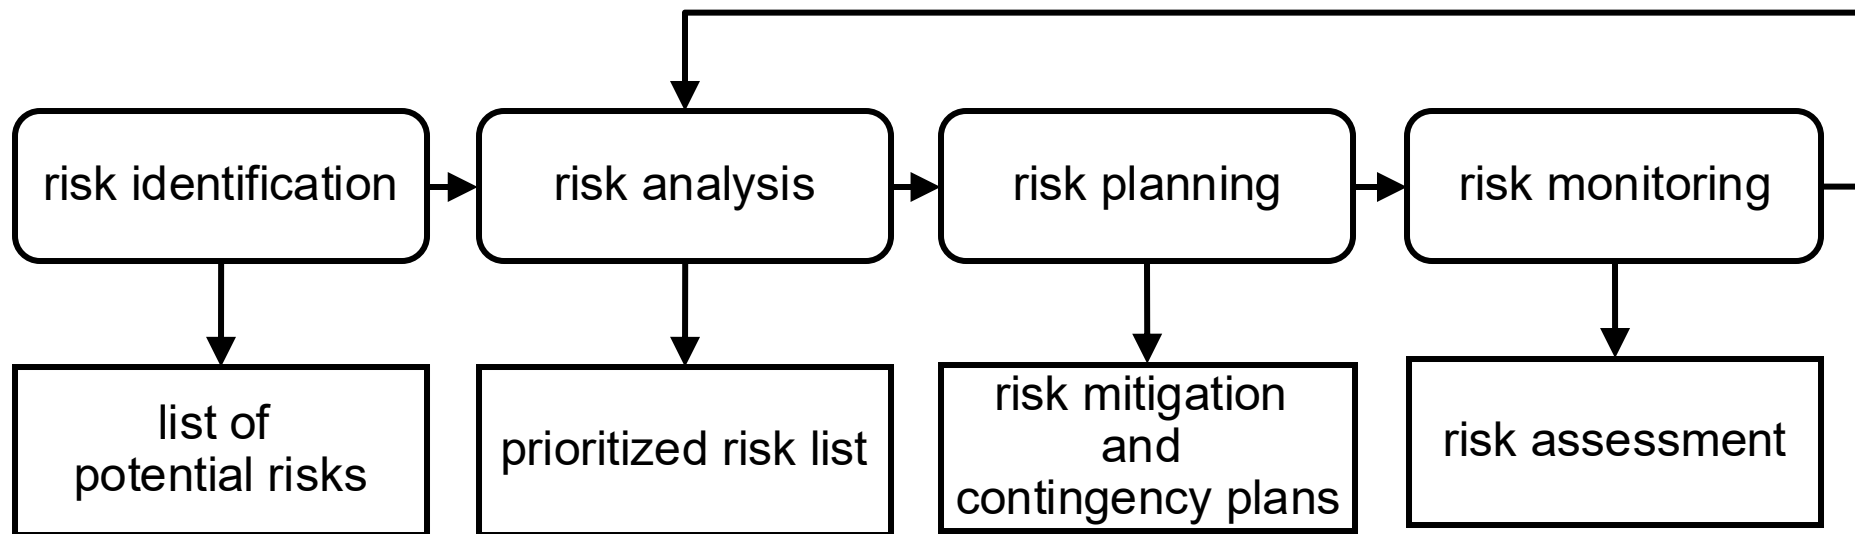 risk identification
risk analysis
risk planning
risk monitoring
list of
potential risks
prioritized risk list
risk mitigation
and
contingency plans
risk assessment